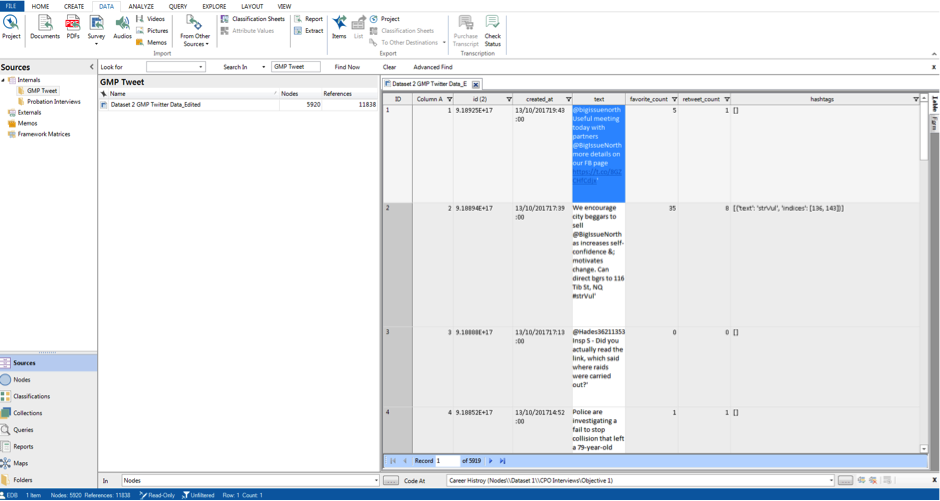 FILE HOME CREATE DATA ANALYZE QUERY EXPLORE LAYOUT VIEW
Project Documents PDFs Survey Audios Videos Pictures Memos From Other Sources Classification Sheets Attribute Values Report Extract Items List Project Classification Sheets To Other Destinations Purchase Transcript Check Status
Import Export Transcription
Sources
Look for Search In GMP Tweet Find Now Clear Advanced Find x
Internals
GMP Tweet
Probation Interviews
Externals
Memos
Framework Matrices
GMP Tweet
Name Nodes References
Dataset 2 GMP Twitter Data_Edited 5920 11838
Dataset 2 GMP Twitter Data_E
ID Column A id (2) created_at text favorite_count retweet_count hashtags
1 1 9.18925E+17 13/10/201719:43
:00
@bigissuenorth
Useful meeting
today with
partners
@BigIssueNorth
more details on
our FB page
5 1 []
2 2 9.18894E+17 13/10/201717:39
:00
We encourage
city beggars to
sell
@BigIssueNorth
as increases self-
confidence &;
motivates
change. Can
direct bgrs to 116
Tib St, NQ
#strVul'
35 8 [{'text': 'strVul', 'indices': [136, 143]}]
3 3 9.18888E+17 13/10/201717:13
:00
@Hades36211353
Insp 5 - Did you
actually read the
link, which said
where raids
were carried
out?'
0 0 []
4 4 9.18852E+17 13/10/201714:52
:00
Police are
investigating a
fail to stop
collision that left
a 79-year-old
1 1 []
Table
Form
Record 1 of 5919
Sources
Nodes
Classifications
Collections
Queries
Reports
Maps
Folders
In Nodes ... Code At Career Histroy (Nodes\\Dataset 1\\CPO Interviews\Objective 1) ... x
EDB 1 Item Nodes: 5920 References: 11838 Read-Only Unfiltered Row: 1 Count: 1